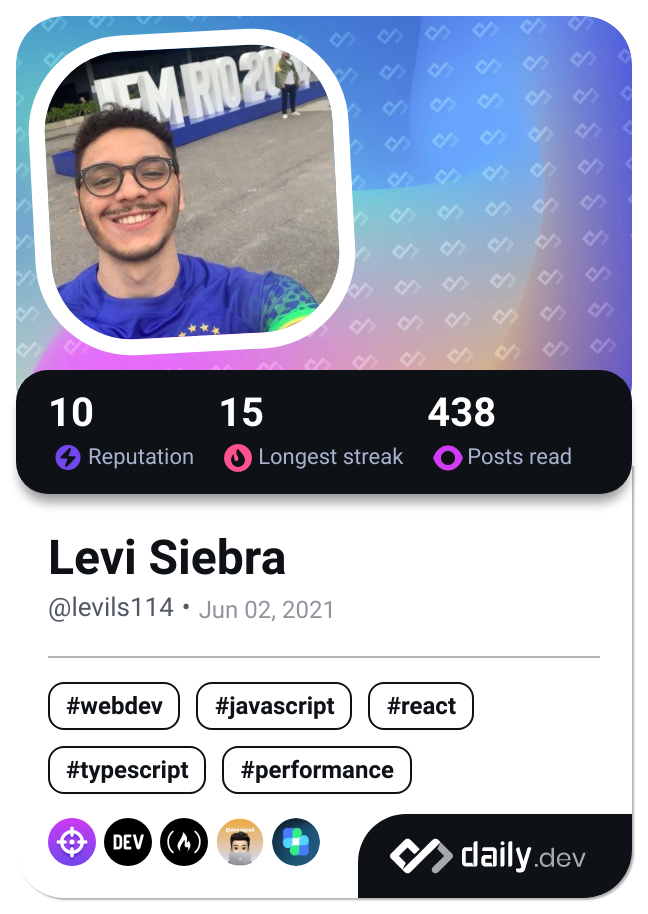 10 15 438
Reputation Longest streak Posts read
Levi Siebra
@levils114 • Jun 02, 2021
#webdev #javascript #react
#typescript #performance
DEV
daily.dev